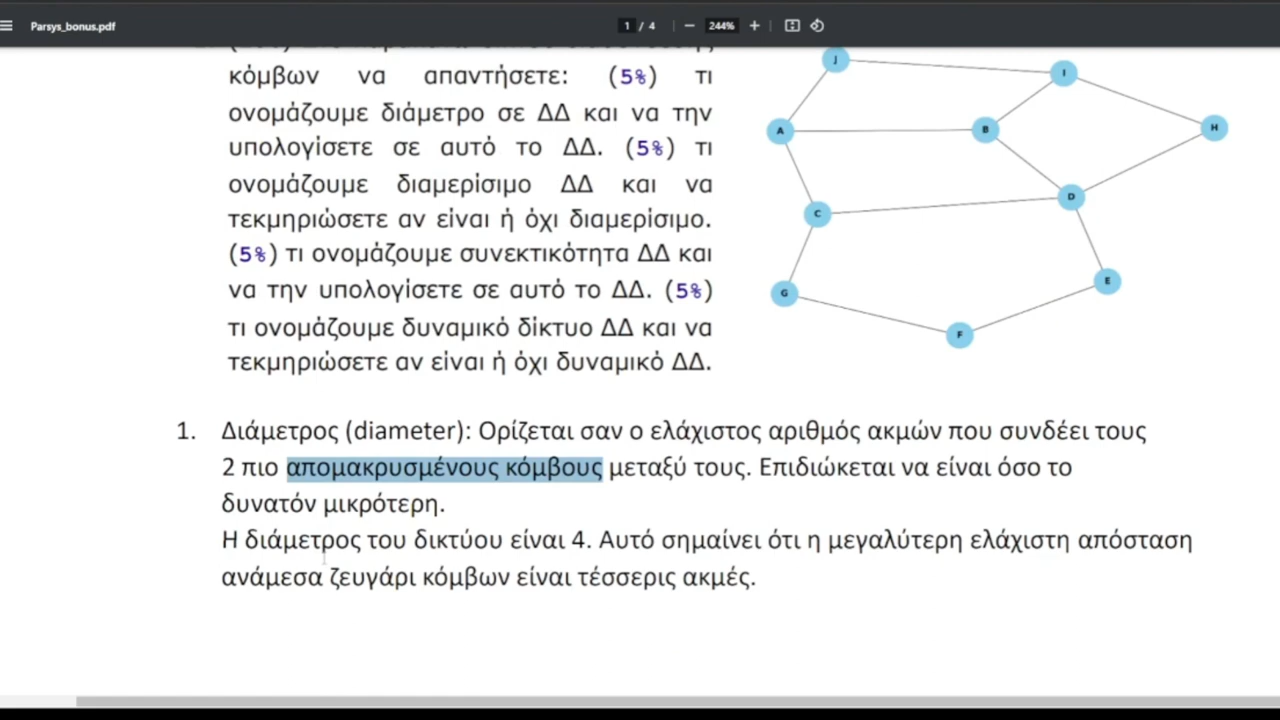 Parsys_bonus.pdf
1 / 4
244%
κόμβων να απαντήσετε: (5%) τι
ονομάζουμε διάμετρο σε ΔΔ και να την
υπολογίσετε σε αυτό το ΔΔ. (5%) τι
ονομάζουμε διαμερίσιμο ΔΔ και να
τεκμηριώσετε αν είναι ή όχι διαμερίσιμο.
(5%) τι ονομάζουμε συνεκτικότητα ΔΔ και
να την υπολογίσετε σε αυτό το ΔΔ. (5%)
τι ονομάζουμε δυναμικό δίκτυο ΔΔ και να
τεκμηριώσετε αν είναι ή όχι δυναμικό ΔΔ.
J
I
A
B
H
D
C
E
G
F
1. Διάμετρος (diameter): Ορίζεται σαν ο ελάχιστος αριθμός ακμών που συνδέει τους
2 πιο απομακρυσμένους κόμβους μεταξύ τους. Επιδιώκεται να είναι όσο το
δυνατόν μικρότερη.
Η διάμετρος του δικτύου είναι 4. Αυτό σημαίνει ότι η μεγαλύτερη ελάχιστη απόσταση
ανάμεσα ζευγάρι κόμβων είναι τέσσερις ακμές.